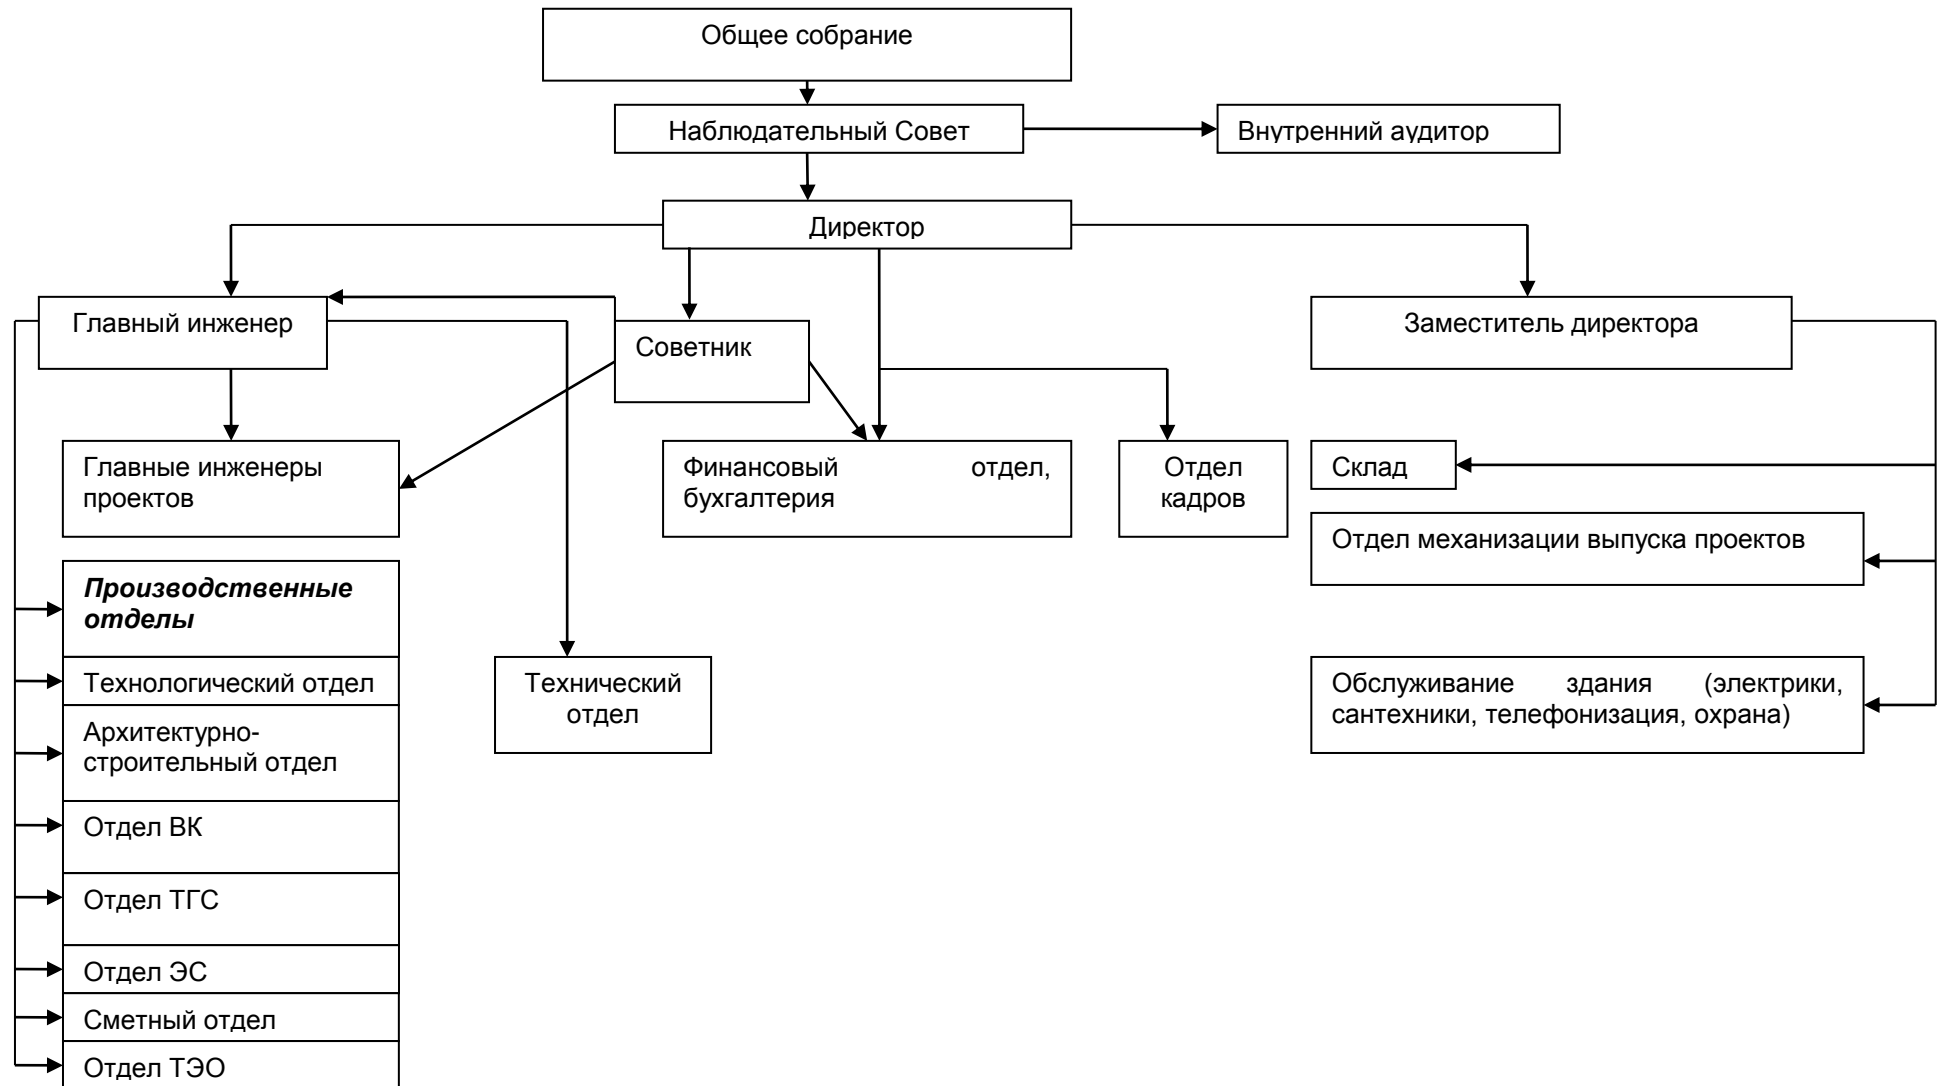 Общее собрание
Наблюдательный Совет
Внутренний аудитор
Директор
Главный инженер
Советник
Заместитель директора
Главные инженеры
проектов
Финансовый отдел,
бухгалтерия
Отдел
кадров
Склад
Отдел механизации выпуска проектов
Производственные
отделы
Технологический отдел
Технический
отдел
Обслуживание здания (электрики,
сантехники, телефонизация, охрана)
Архитектурно-
строительный отдел
Отдел ВК
Отдел ТГС
Отдел ЭС
Сметный отдел
Отдел ТЭО